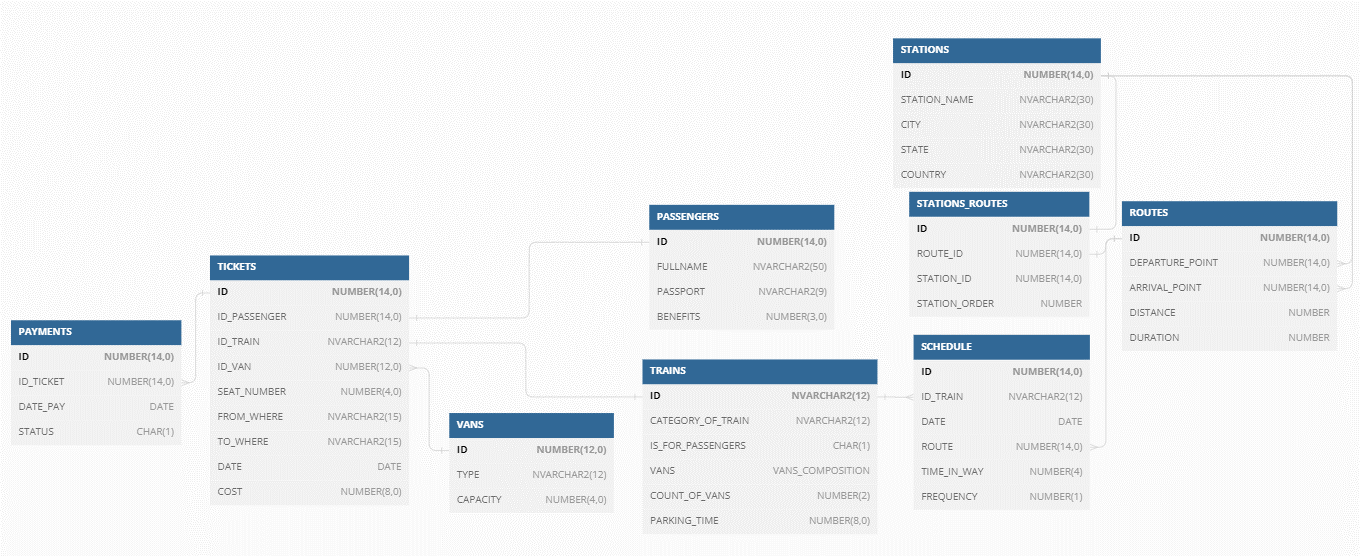 STATIONS
ID NUMBER(14,0)
STATION_NAME NVARCHAR2(30)
CITY NVARCHAR2(30)
STATE NVARCHAR2(30)
COUNTRY NVARCHAR2(30)
STATIONS_ROUTES
ID NUMBER(14,0)
ROUTE_ID NUMBER(14,0)
STATION_ID NUMBER(14,0)
STATION_ORDER NUMBER
ROUTES
ID NUMBER(14,0)
DEPARTURE_POINT NUMBER(14,0)
ARRIVAL_POINT NUMBER(14,0)
DISTANCE NUMBER
DURATION NUMBER
PASSENGERS
ID NUMBER(14,0)
FULLNAME NVARCHAR2(50)
PASSPORT NVARCHAR2(9)
BENEFITS NUMBER(3,0)
TICKETS
ID NUMBER(14,0)
ID_PASSENGER NUMBER(14,0)
ID_TRAIN NVARCHAR2(12)
ID_VAN NUMBER(12,0)
SEAT_NUMBER NUMBER(4,0)
FROM_WHERE NVARCHAR2(15)
TO_WHERE NVARCHAR2(15)
DATE DATE
COST NUMBER(8,0)
PAYMENTS
ID NUMBER(14,0)
ID_TICKET NUMBER(14,0)
DATE_PAY DATE
STATUS CHAR(1)
VANS
ID NUMBER(12,0)
TYPE NVARCHAR2(12)
CAPACITY NUMBER(4,0)
TRAINS
ID NVARCHAR2(12)
CATEGORY_OF_TRAIN NVARCHAR2(12)
IS_FOR_PASSENGERS CHAR(1)
VANS VANS_COMPOSITION
COUNT_OF_VANS NUMBER(2)
PARKING_TIME NUMBER(8,0)
SCHEDULE
ID NUMBER(14,0)
ID_TRAIN NVARCHAR2(12)
DATE DATE
ROUTE NUMBER(14,0)
TIME_IN_WAY NUMBER(4)
FREQUENCY NUMBER(1)